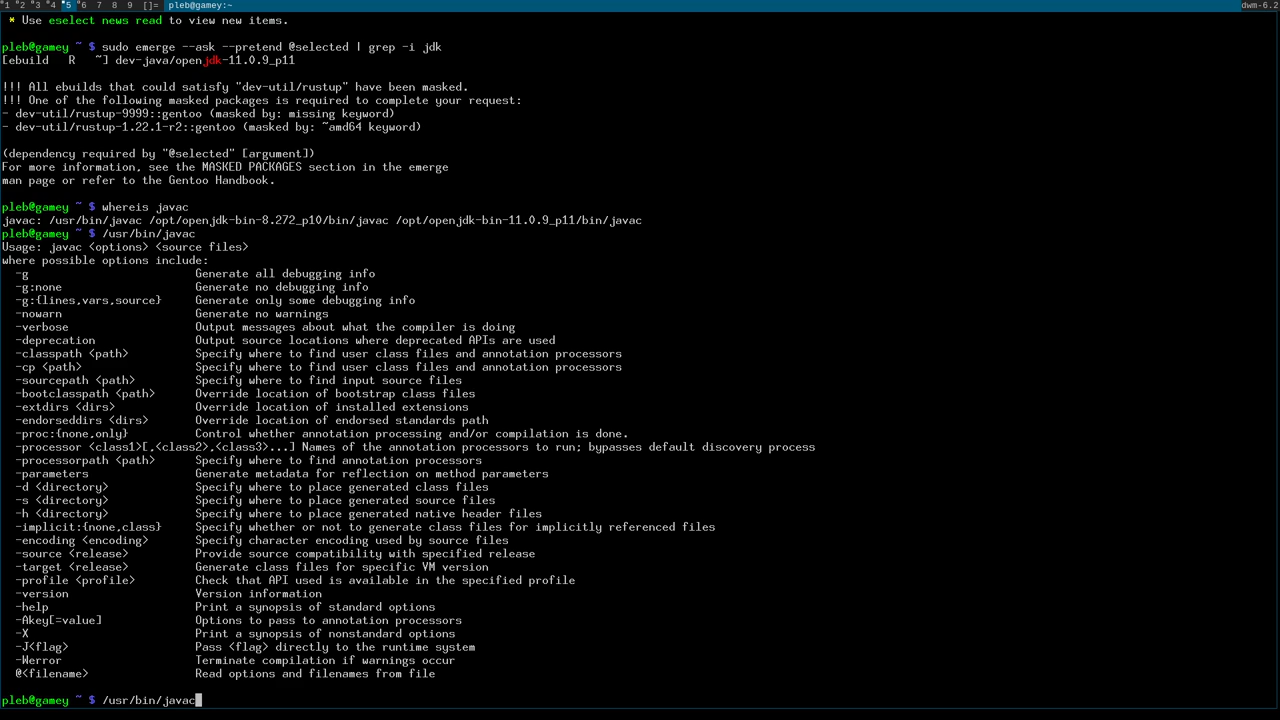 1 2 3 4 5 6 7 8 9 []= pleb@gamey:~ dwm-6.2
* Use eselect news read to view new items.
pleb@gamey ~ $ sudo emerge --ask --pretend @selected | grep -i jdk
[ebuild   R   ~] dev-java/openjdk-11.0.9_p11
!!! All ebuilds that could satisfy "dev-util/rustup" have been masked.
!!! One of the following masked packages is required to complete your request:
- dev-util/rustup-9999::gentoo (masked by: missing keyword)
- dev-util/rustup-1.22.1-r2::gentoo (masked by: ~amd64 keyword)
(dependency required by "@selected" [argument])
For more information, see the MASKED PACKAGES section in the emerge
man page or refer to the Gentoo Handbook.
pleb@gamey ~ $ whereis javac
javac: /usr/bin/javac /opt/openjdk-bin-8.272_p10/bin/javac /opt/openjdk-bin-11.0.9_p11/bin/javac
pleb@gamey ~ $ /usr/bin/javac
Usage: javac <options> <source files>
where possible options include:
-g Generate all debugging info
-g:none Generate no debugging info
-g:{lines,vars,source} Generate only some debugging info
-nowarn Generate no warnings
-verbose Output messages about what the compiler is doing
-deprecation Output source locations where deprecated APIs are used
-classpath <path> Specify where to find user class files and annotation processors
-cp <path> Specify where to find user class files and annotation processors
-sourcepath <path> Specify where to find input source files
-bootclasspath <path> Override location of bootstrap class files
-extdirs <dirs> Override location of installed extensions
-endorseddirs <dirs> Override location of endorsed standards path
-proc:{none,only} Control whether annotation processing and/or compilation is done.
-processor <class1>[,<class2>,<class3>...] Names of the annotation processors to run; bypasses default discovery process
-processorpath <path> Specify where to find annotation processors
-parameters Generate metadata for reflection on method parameters
-d <directory> Specify where to place generated class files
-s <directory> Specify where to place generated source files
-h <directory> Specify where to place generated native header files
-implicit:{none,class} Specify whether or not to generate class files for implicitly referenced files
-encoding <encoding> Specify character encoding used by source files
-source <release> Provide source compatibility with specified release
-target <release> Generate class files for specific VM version
-profile <profile> Check that API used is available in the specified profile
-version Version information
-help Print a synopsis of standard options
-Akey[=value] Options to pass to annotation processors
-X Print a synopsis of nonstandard options
-J<flag> Pass <flag> directly to the runtime system
-Werror Terminate compilation if warnings occur
@<filename> Read options and filenames from file
pleb@gamey ~ $ /usr/bin/javac